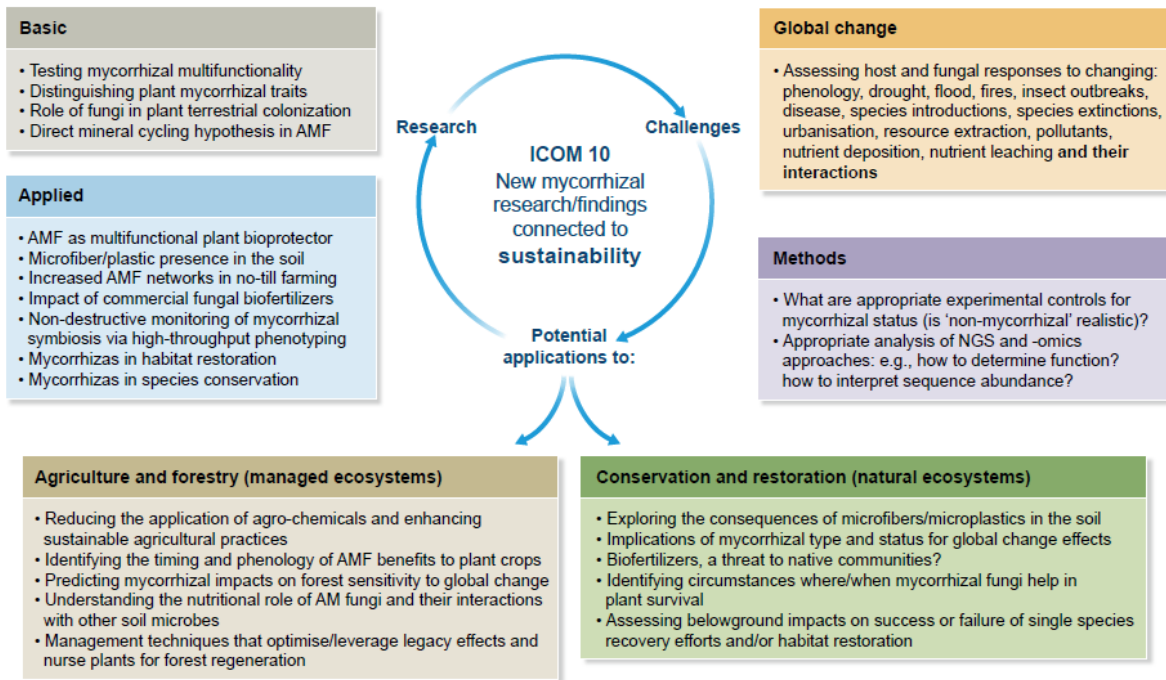 Basic
• Testing mycorrhizal multifunctionality
• Distinguishing plant mycorrhizal traits
• Role of fungi in plant terrestrial colonization
• Direct mineral cycling hypothesis in AMF
Applied
• AMF as multifunctional plant bioprotector
• Microfiber/plastic presence in the soil
• Increased AMF networks in no-till farming
• Impact of commercial fungal biofertilizers
• Non-destructive monitoring of mycorrhizal
symbiosis via high-throughput phenotyping
• Mycorrhizas in habitat restoration
• Mycorrhizas in species conservation
Research
Challenges
ICOM 10
New mycorrhizal
research/findings
connected to
sustainability
Potential
applications to:
Global change
• Assessing host and fungal responses to changing:
phenology, drought, flood, fires, insect outbreaks,
disease, species introductions, species extinctions,
urbanisation, resource extraction, pollutants,
nutrient deposition, nutrient leaching and their
interactions
Methods
• What are appropriate experimental controls for
mycorrhizal status (is ‘non-mycorrhizal’ realistic)?
• Appropriate analysis of NGS and -omics
approaches: e.g., how to determine function?
how to interpret sequence abundance?
Agriculture and forestry (managed ecosystems)
• Reducing the application of agro-chemicals and enhancing
sustainable agricultural practices
• Identifying the timing and phenology of AMF benefits to plant crops
• Predicting mycorrhizal impacts on forest sensitivity to global change
• Understanding the nutritional role of AM fungi and their interactions
with other soil microbes
• Management techniques that optimise/leverage legacy effects and
nurse plants for forest regeneration
Conservation and restoration (natural ecosystems)
• Exploring the consequences of microfibers/microplastics in the soil
• Implications of mycorrhizal type and status for global change effects
• Biofertilizers, a threat to native communities?
• Identifying circumstances where/when mycorrhizal fungi help in
plant survival
• Assessing belowground impacts on success or failure of single species
recovery efforts and/or habitat restoration